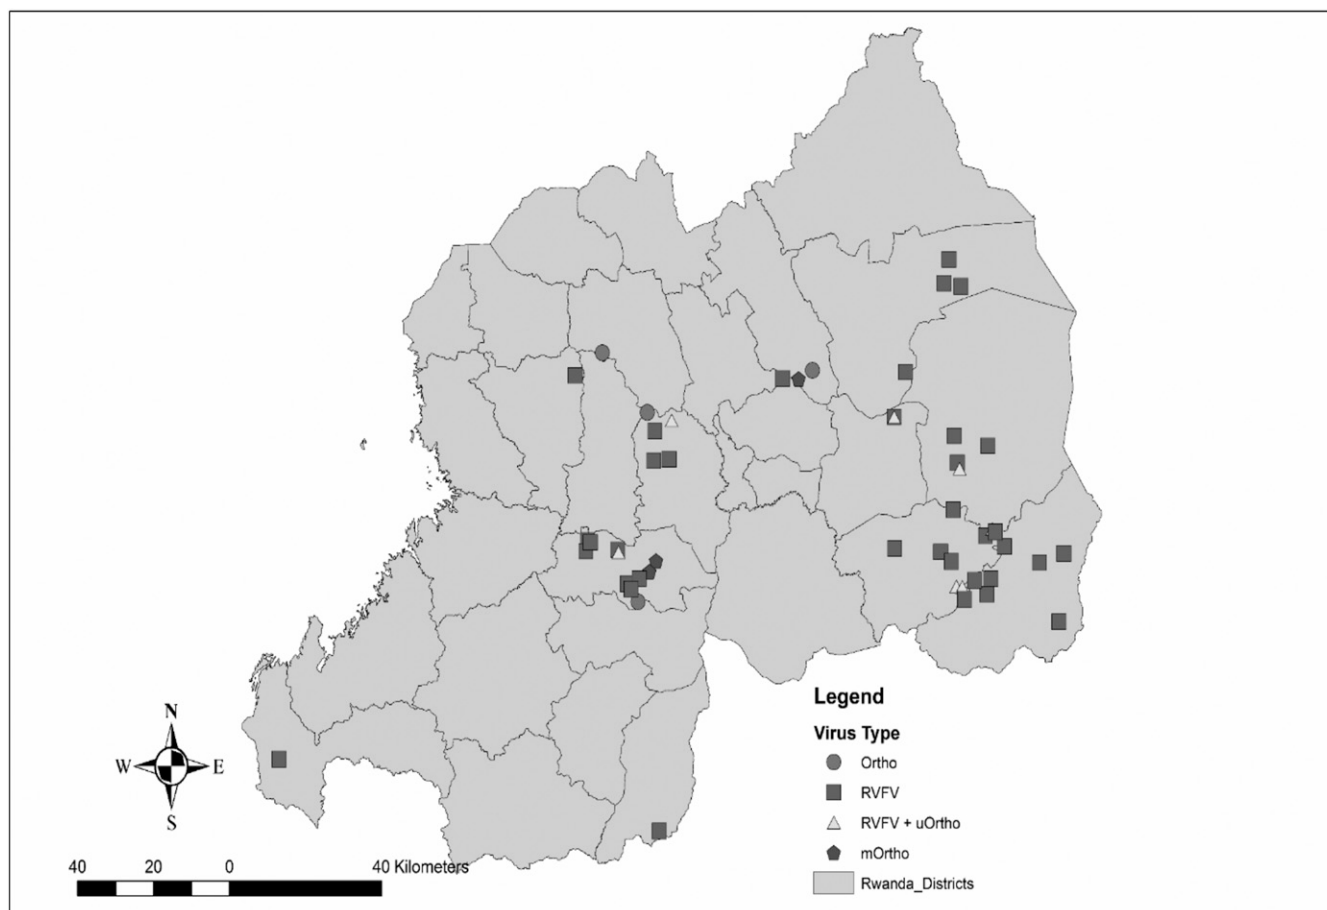 N
W E
S
40 20 0 40 Kilometers
Legend
Virus Type
Ortho
RVFV
RVFV + uOrtho
mOrtho
Rwanda_Districts